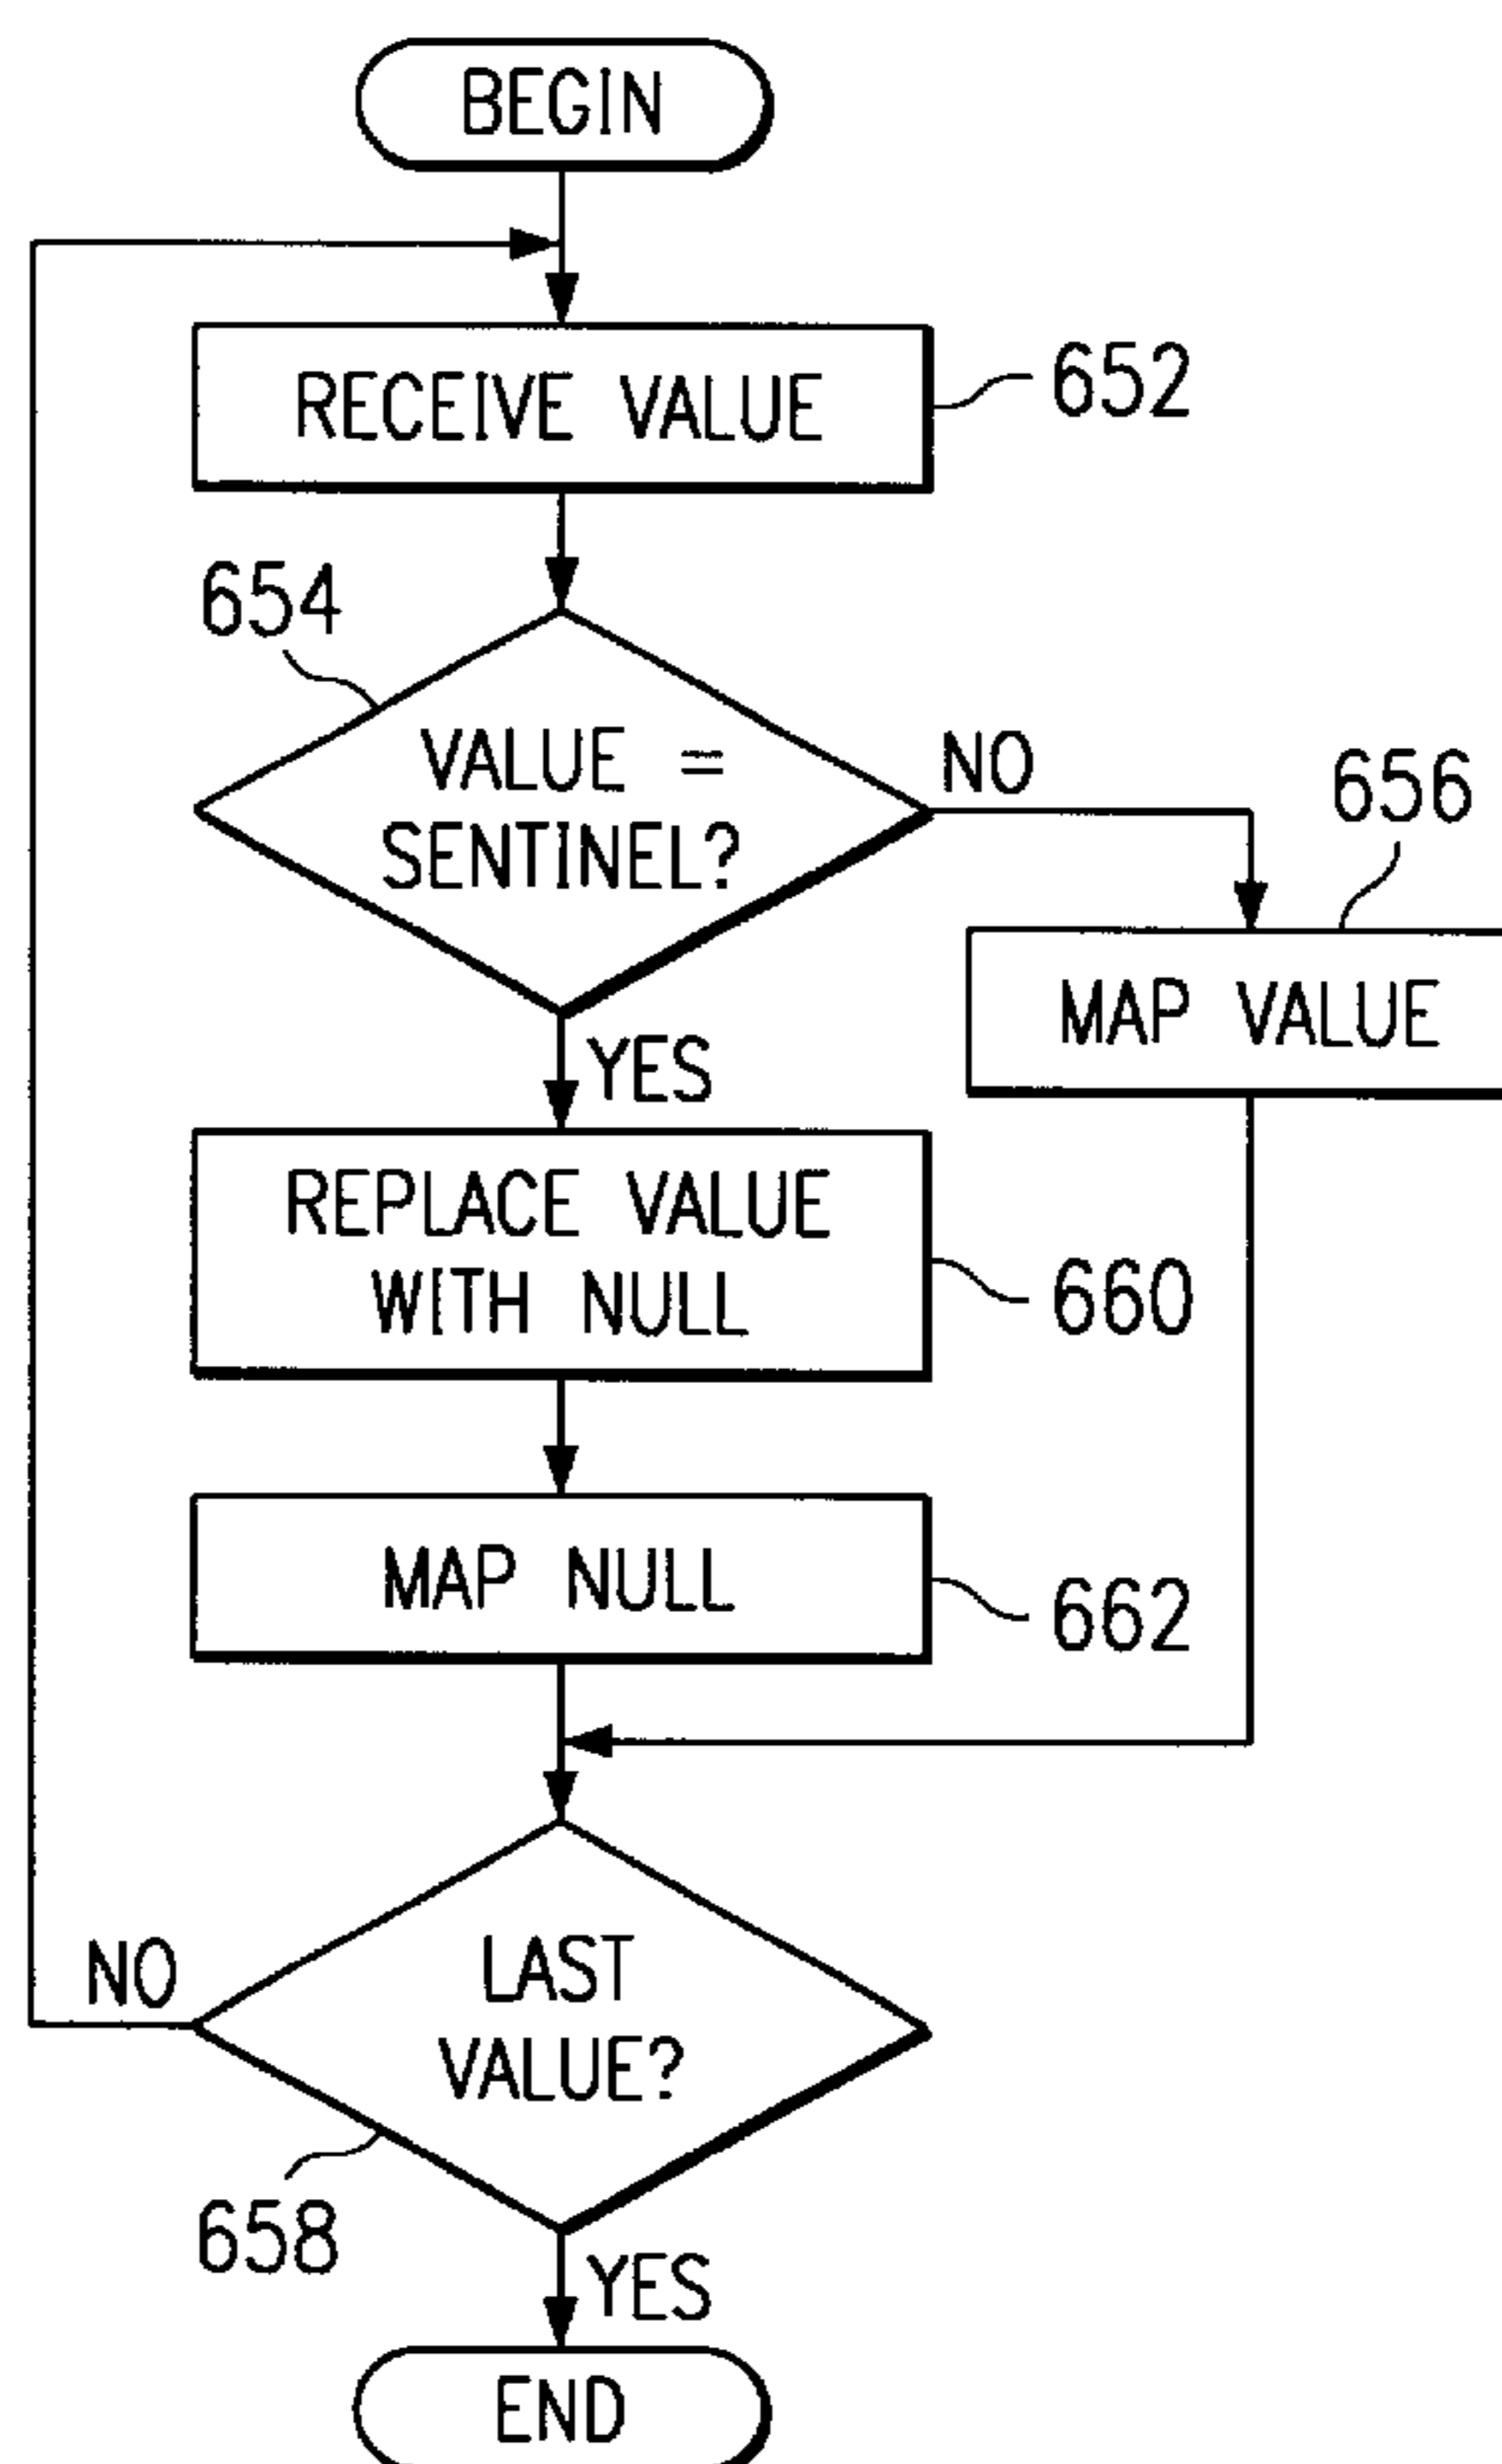 BEGIN
RECEIVE VALUE
652
654
VALUE =
SENTINEL?
NO
656
MAP VALUE
YES
REPLACE VALUE
WITH NULL
660
MAP NULL
662
LAST
VALUE?
NO
658
YES
END